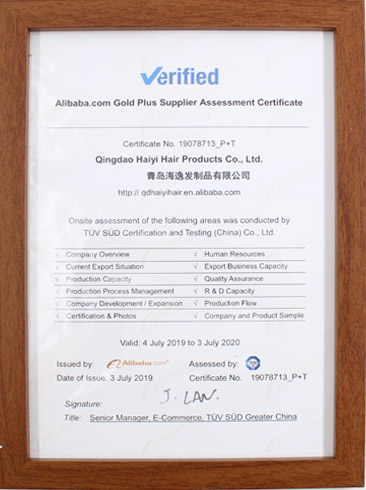 Verified
Alibaba.com Gold Plus Supplier Assessment Certificate
Certificate No. 19078713_P+T
Qingdao Haiyi Hair Products Co., Ltd.
青岛海逸发制品有限公司
http:// qdhaiyihair.en.alibaba.com
Onsite assessment of the following areas was conducted by
TÜV SÜD Certification and Testing (China) Co., Ltd.
√ Company Overview √ Human Resources
√ Current Export Situation √ Export Business Capacity
√ Production Capacity √ Quality Assurance
√ Production Process Management √ R & D Capacity
√ Company Development / Expansion √ Production Flow
√ Certification & Photos √ Company and Product Sample
Valid: 4 July 2019 to 3 July 2020
Issued by: Alibaba.com Assessed by:
Date of Issue: 3 July 2019 Certificate No. 19078713_P+T
Signature: J. LAN.
Title: Senior Manager, E-Commerce, TÜV SÜD Greater China